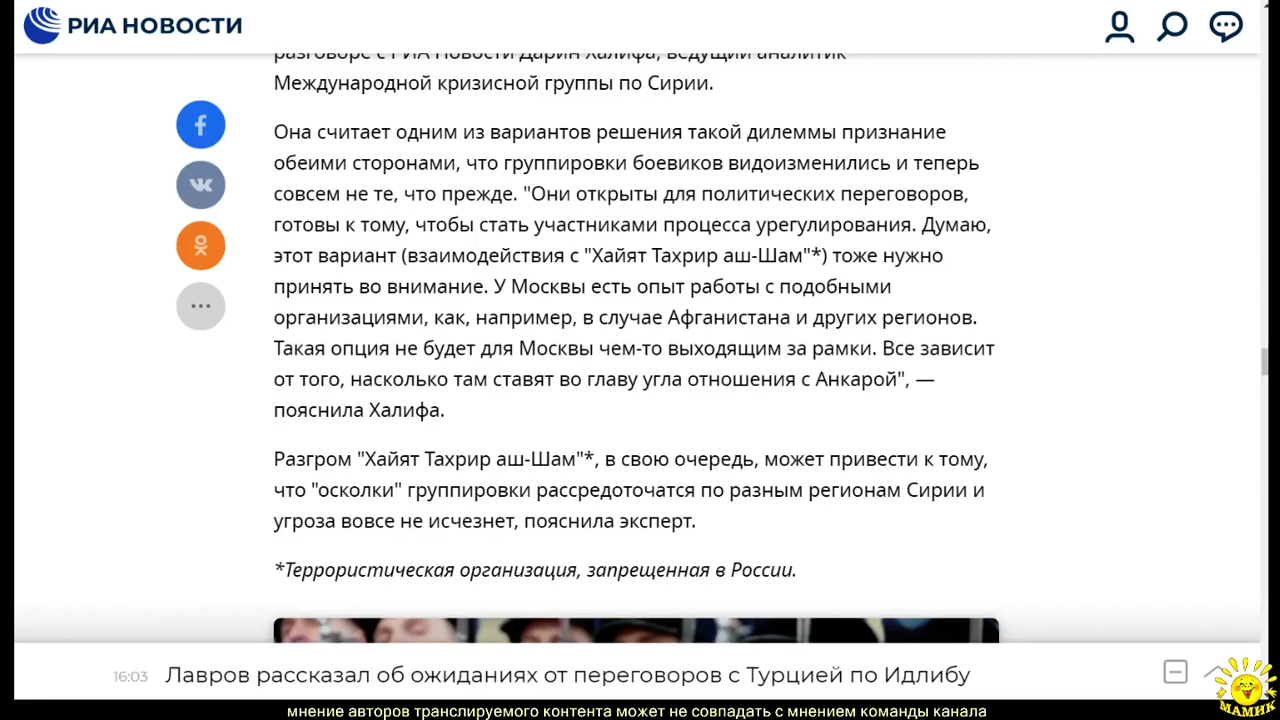 РИА НОВОСТИ
разговоре с РИА Новости Дарин Халифа, ведущий аналитик
Международной кризисной группы по Сирии.
Она считает одним из вариантов решения такой дилеммы признание
обеими сторонами, что группировки боевиков видоизменились и теперь
совсем не те, что прежде. "Они открыты для политических переговоров,
готовы к тому, чтобы стать участниками процесса урегулирования. Думаю,
этот вариант (взаимодействия с "Хайят Тахрир аш-Шам"*) тоже нужно
принять во внимание. У Москвы есть опыт работы с подобными
организациями, как, например, в случае Афганистана и других регионов.
Такая опция не будет для Москвы чем-то выходящим за рамки. Все зависит
от того, насколько там ставят во главу угла отношения с Анкарой", —
пояснила Халифа.
Разгром "Хайят Тахрир аш-Шам"*, в свою очередь, может привести к тому,
что "осколки" группировки рассредоточатся по разным регионам Сирии и
угроза вовсе не исчезнет, пояснила эксперт.
*Террористическая организация, запрещенная в России.
16:03 Лавров рассказал об ожиданиях от переговоров с Турцией по Идлибу
МАМИК
мнение авторов транслируемого контента может не совпадать с мнением команды канала